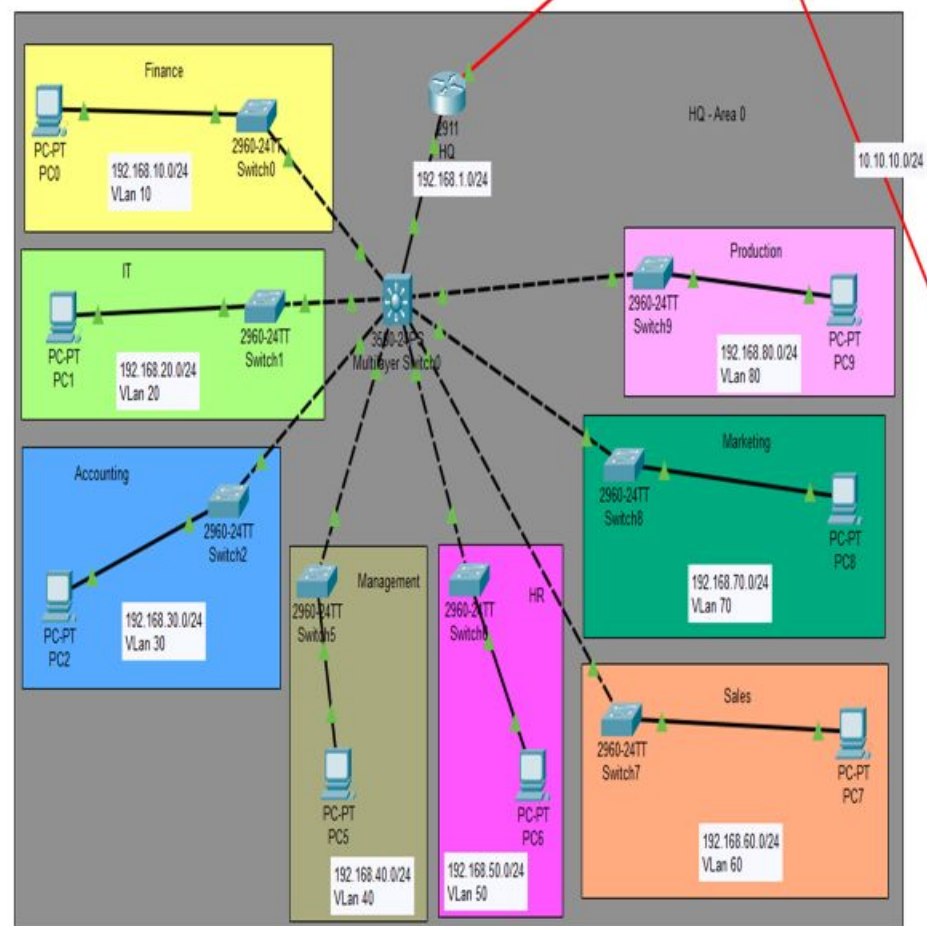 Finance
PC-PT
PC0
2960-24TT
Switch0
192.168.10.0/24
VLan 10
2911
HQ
192.168.1.0/24
HQ - Area 0
10.10.10.0/24
IT
PC-PT
PC1
2960-24TT
Switch1
192.168.20.0/24
VLan 20
Multilayer Switch0
Production
2960-24TT
Switch9
PC-PT
PC9
192.168.80.0/24
VLan 80
Accounting
2960-24TT
Switch2
PC-PT
PC2
192.168.30.0/24
VLan 30
Marketing
2960-24TT
Switch8
PC-PT
PC8
192.168.70.0/24
VLan 70
Management
2960-24TT
Switch5
PC-PT
PC5
192.168.40.0/24
VLan 40
HR
2960-24TT
Switch6
PC-PT
PC6
192.168.50.0/24
VLan 50
Sales
2960-24TT
Switch7
PC-PT
PC7
192.168.60.0/24
VLan 60